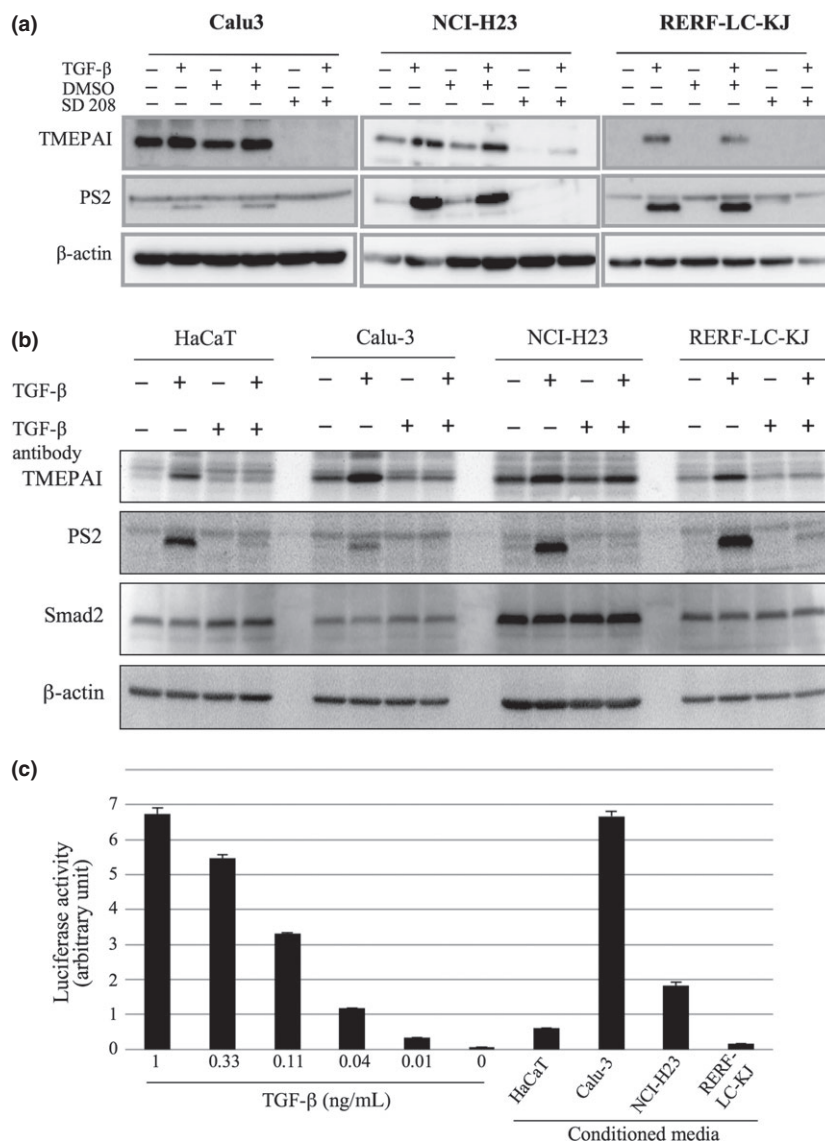 (a)
Calu3 NCI-H23 RERF-LC-KJ
TGF-β – + – + – + – + – + – + – + – + – +
DMSO – – + + – – – – + + – – – – + + – –
SD 208 – – – – + + – – – – + + – – – – + +
TMEPAI
PS2
β-actin
(b)
HaCaT Calu-3 NCI-H23 RERF-LC-KJ
TGF-β – + – + – + – + – + – + – + – +
TGF-β antibody – – + + – – + + – – + + – – + +
TMEPAI
PS2
Smad2
β-actin
(c)
Luciferase activity
(arbitrary unit)
7
6
5
4
3
2
1
0
1 0.33 0.11 0.04 0.01 0
TGF-β (ng/mL)
HaCaT Calu-3 NCI-H23 RERF-LC-KJ
Conditioned media